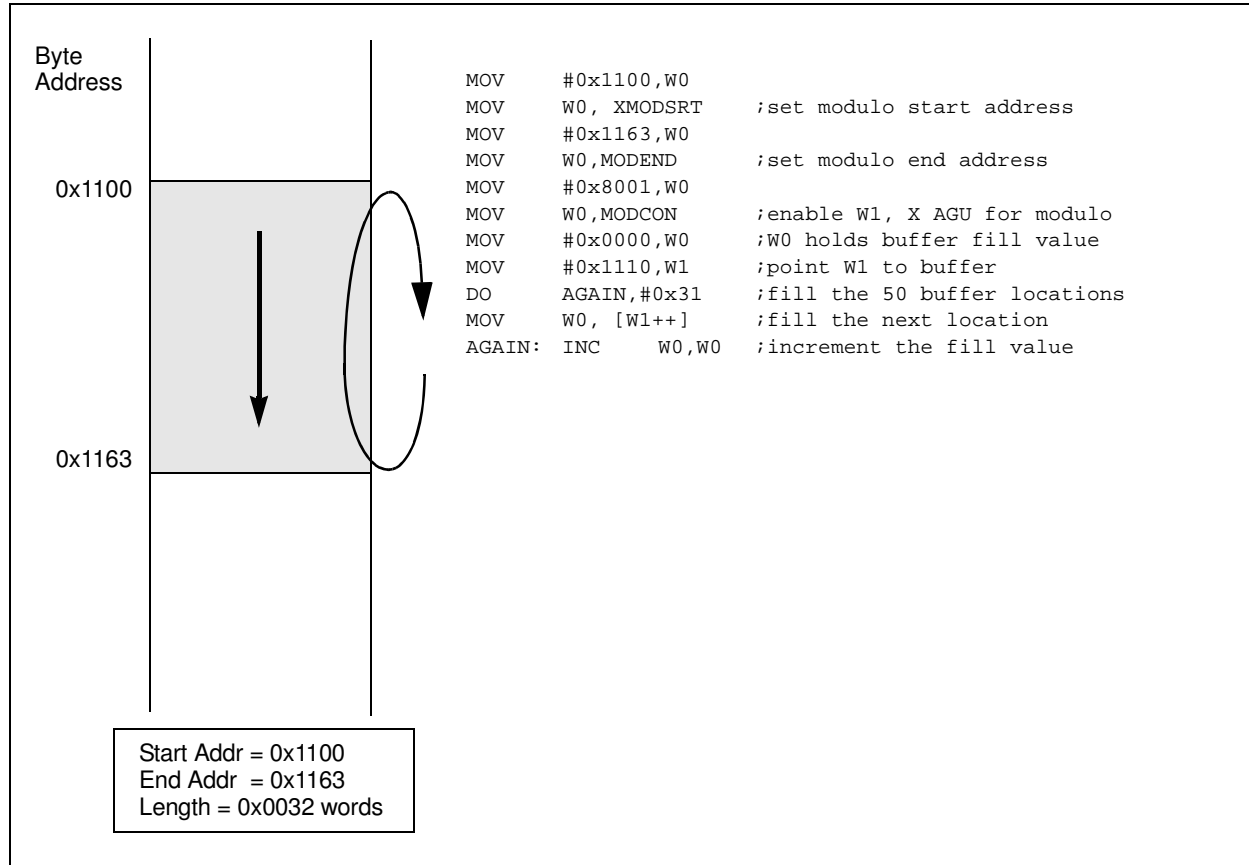 Byte
Address
0x1100
0x1163
MOV #0x1100,W0
MOV W0, XMODSRT ;set modulo start address
MOV #0x1163,W0
MOV W0,MODEND ;set modulo end address
MOV #0x8001,W0
MOV W0,MODCON ;enable W1, X AGU for modulo
MOV #0x0000,W0 ;W0 holds buffer fill value
MOV #0x1110,W1 ;point W1 to buffer
DO AGAIN,#0x31 ;fill the 50 buffer locations
MOV W0, [W1++] ;fill the next location
AGAIN: INC W0,W0 ;increment the fill value
Start Addr = 0x1100
End Addr = 0x1163
Length = 0x0032 words